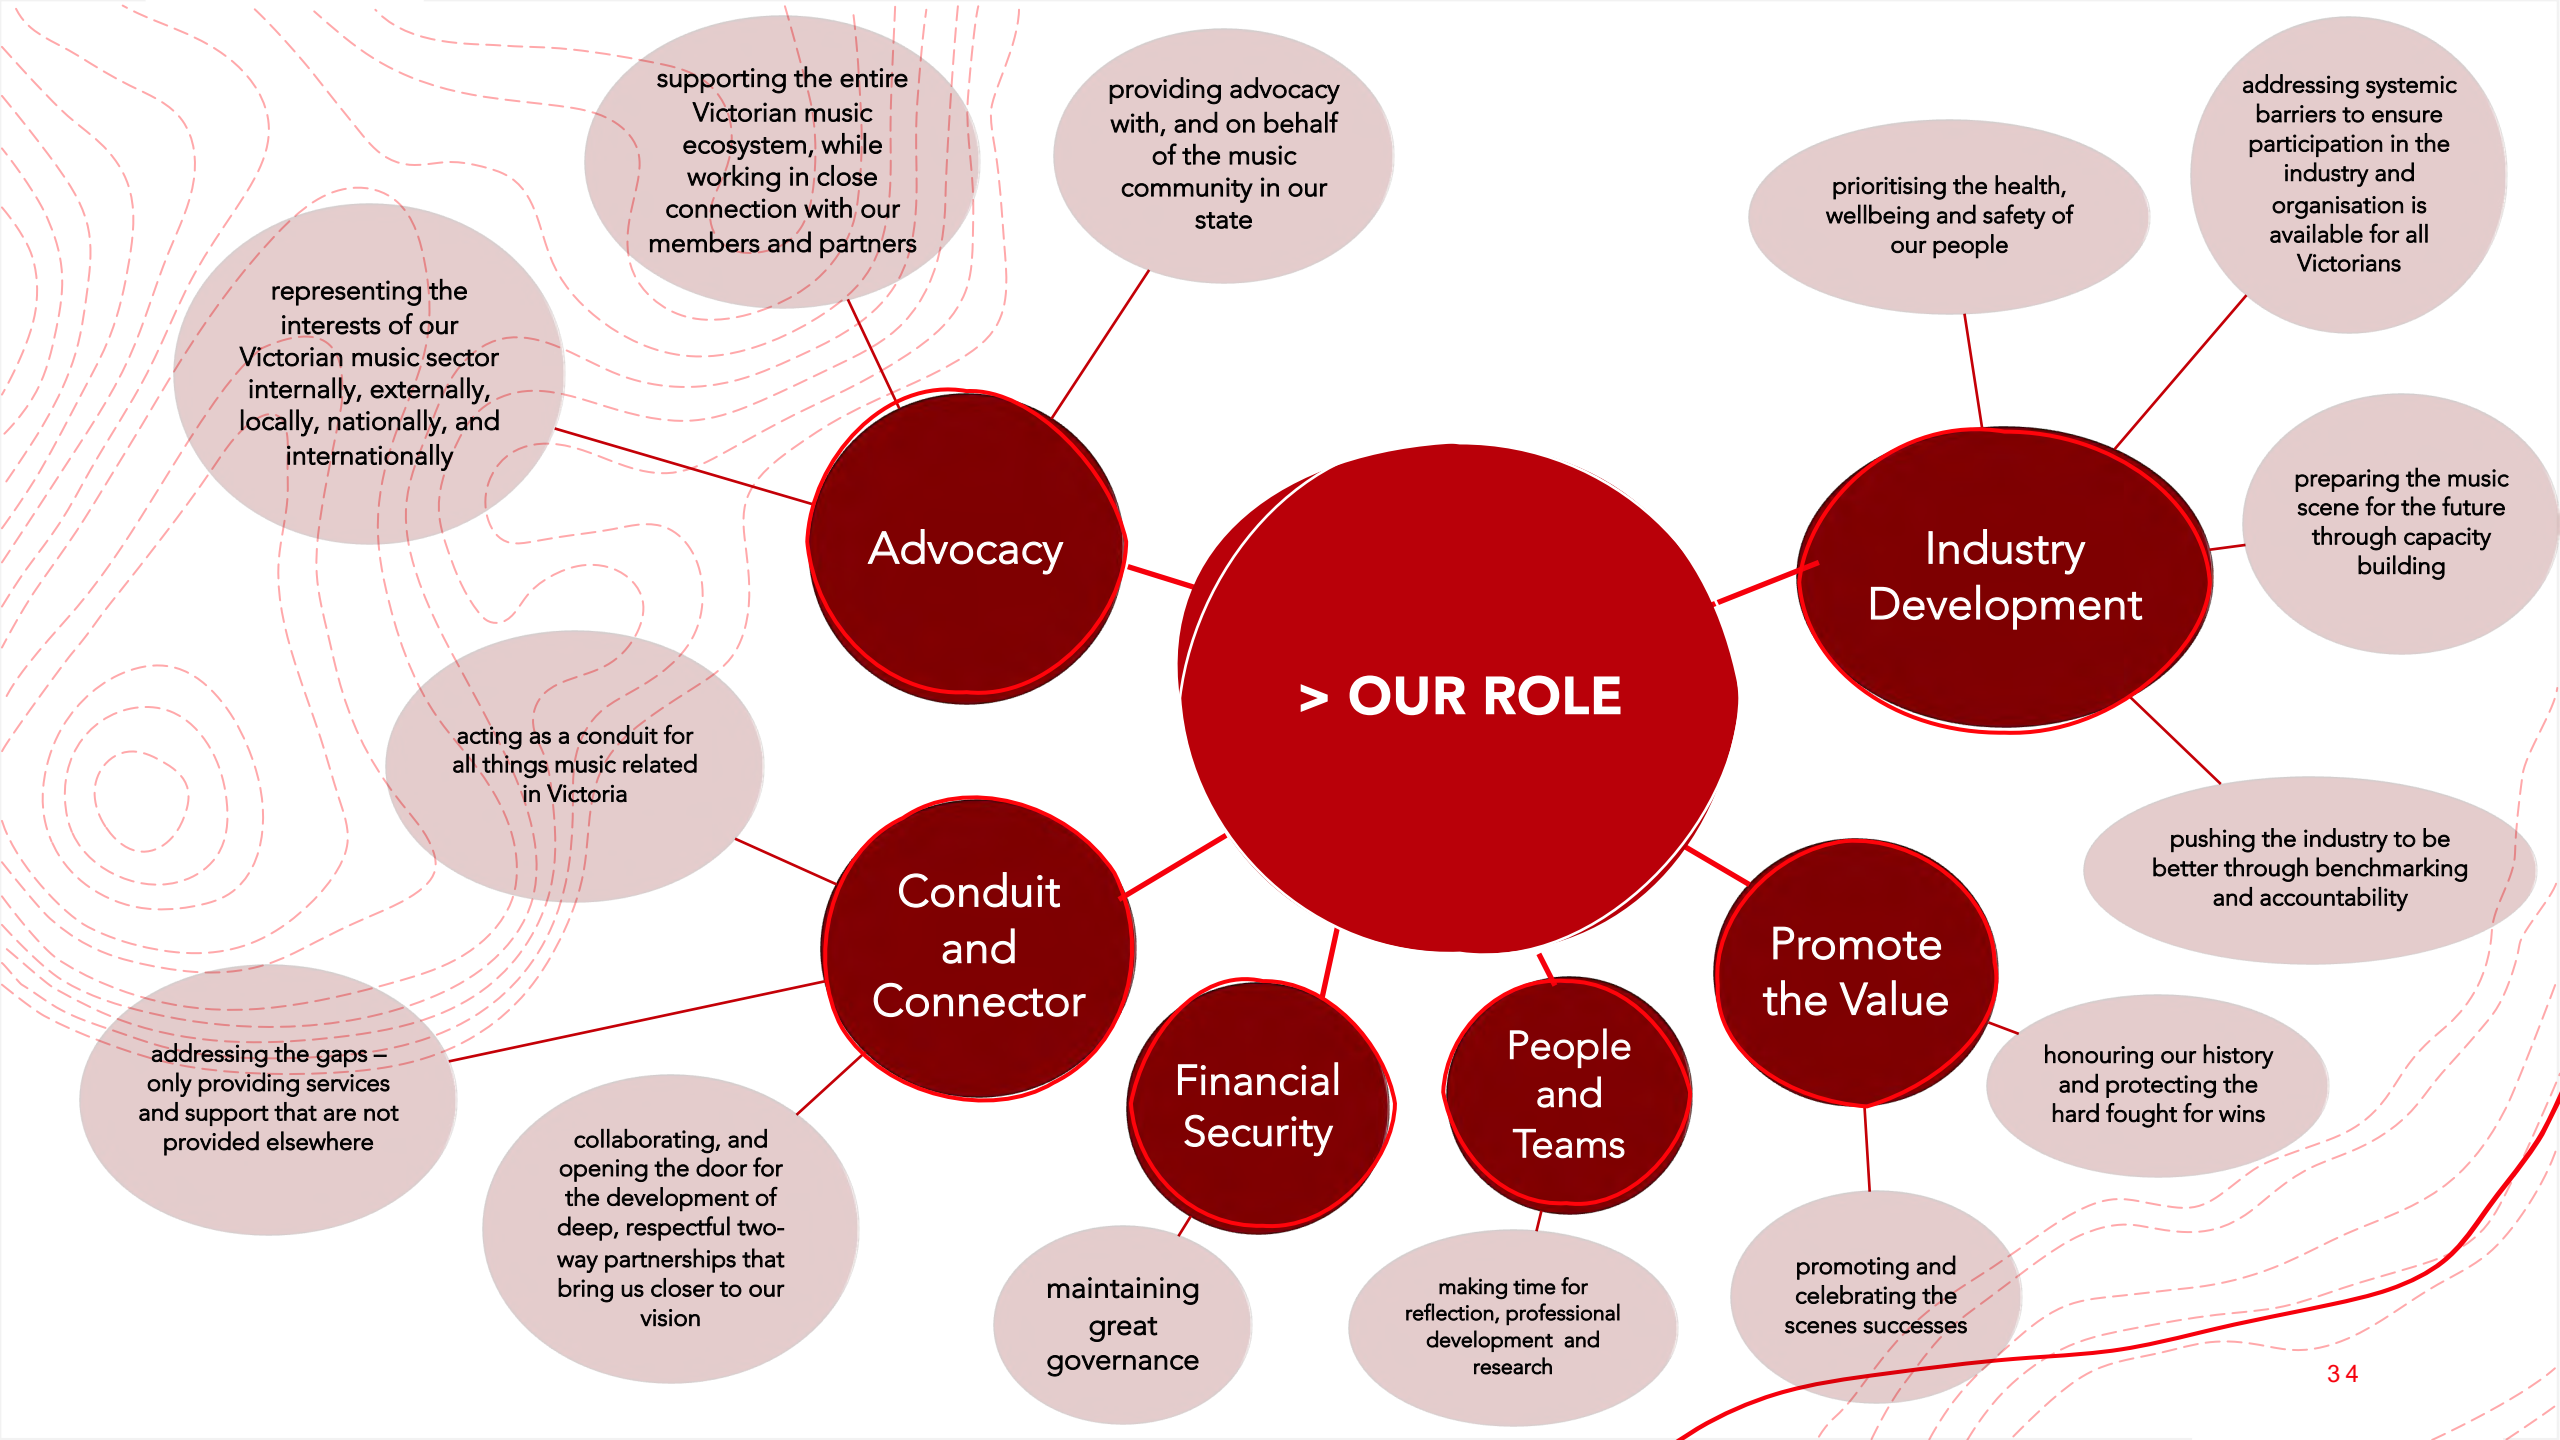 > OUR ROLE
Advocacy
representing the
interests of our
Victorian music sector
internally, externally,
locally, nationally, and
internationally
supporting the entire
Victorian music
ecosystem, while
working in close
connection with our
members and partners
providing advocacy
with, and on behalf
of the music
community in our
state
Industry
Development
prioritising the health,
wellbeing and safety of
our people
addressing systemic
barriers to ensure
participation in the
industry and
organisation is
available for all
Victorians
preparing the music
scene for the future
through capacity
building
pushing the industry to be
better through benchmarking
and accountability
Promote
the Value
honouring our history
and protecting the
hard fought for wins
promoting and
celebrating the
scenes successes
People
and
Teams
making time for
reflection, professional
development  and
research
Financial
Security
maintaining
great
governance
Conduit
and
Connector
acting as a conduit for
all things music related
in Victoria
addressing the gaps –
only providing services
and support that are not
provided elsewhere
collaborating, and
opening the door for
the development of
deep, respectful two-
way partnerships that
bring us closer to our
vision
34